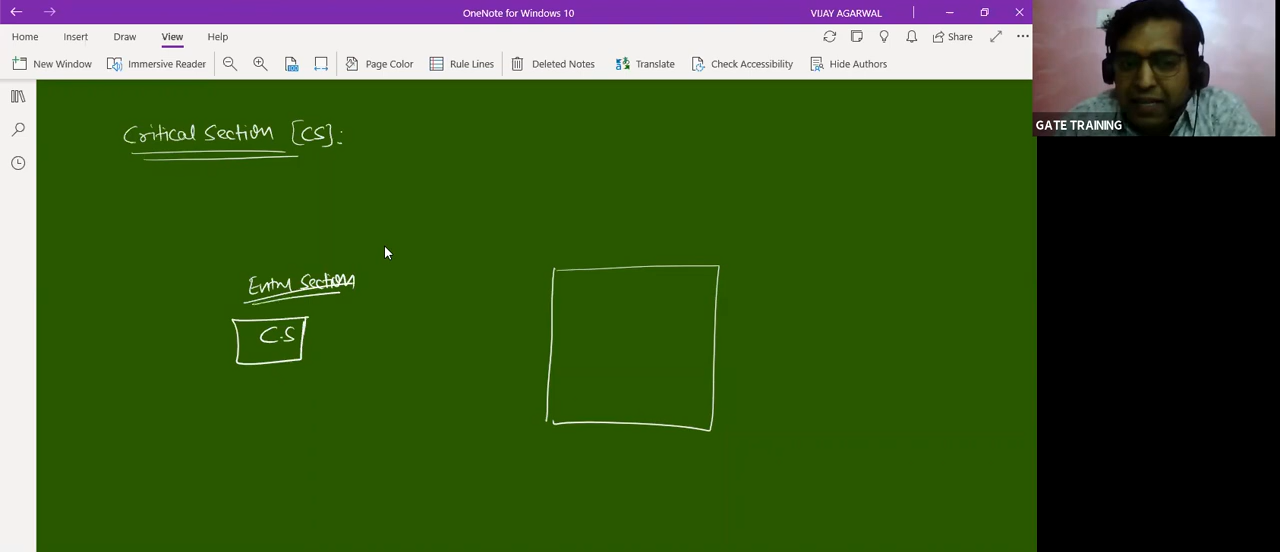 OneNote for Windows 10
VIJAY AGARWAL
Home Insert Draw View Help
Share
New Window Immersive Reader Page Color Rule Lines Deleted Notes Translate Check Accessibility Hide Authors
GATE TRAINING
Critical Section [CS]:
Entry Section
C.S